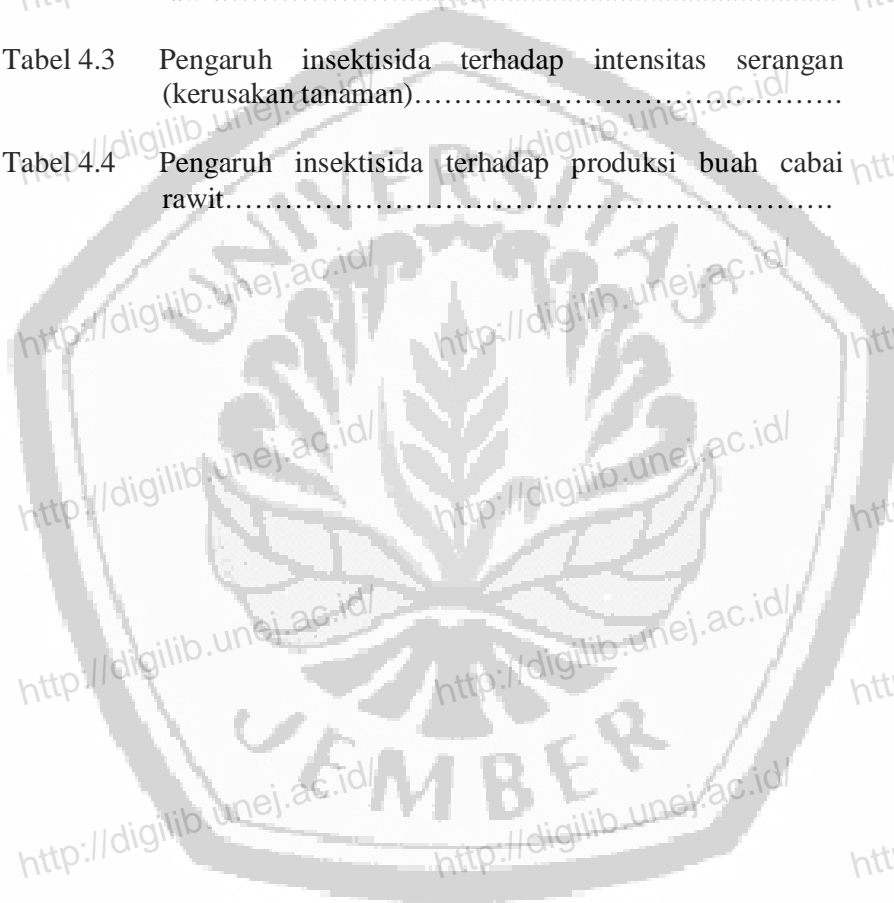 Tabel 4.3 Pengaruh insektisida terhadap intensitas serangan
(kerusakan tanaman)…………………………………….
Tabel 4.4 Pengaruh insektisida terhadap produksi buah cabai
rawit…………………………………………………….
UNIVERSITAS
JEMBER
http://digilib.unej.ac.id/
http://digilib.unej.ac.id/
http://digilib.unej.ac.id/
http://digilib.unej.ac.id/
http://digilib.unej.ac.id/
http://digilib.unej.ac.id/
http://digilib.unej.ac.id/
http://digilib.unej.ac.id/
http://digilib.unej.ac.id/
http://digilib.unej.ac.id/